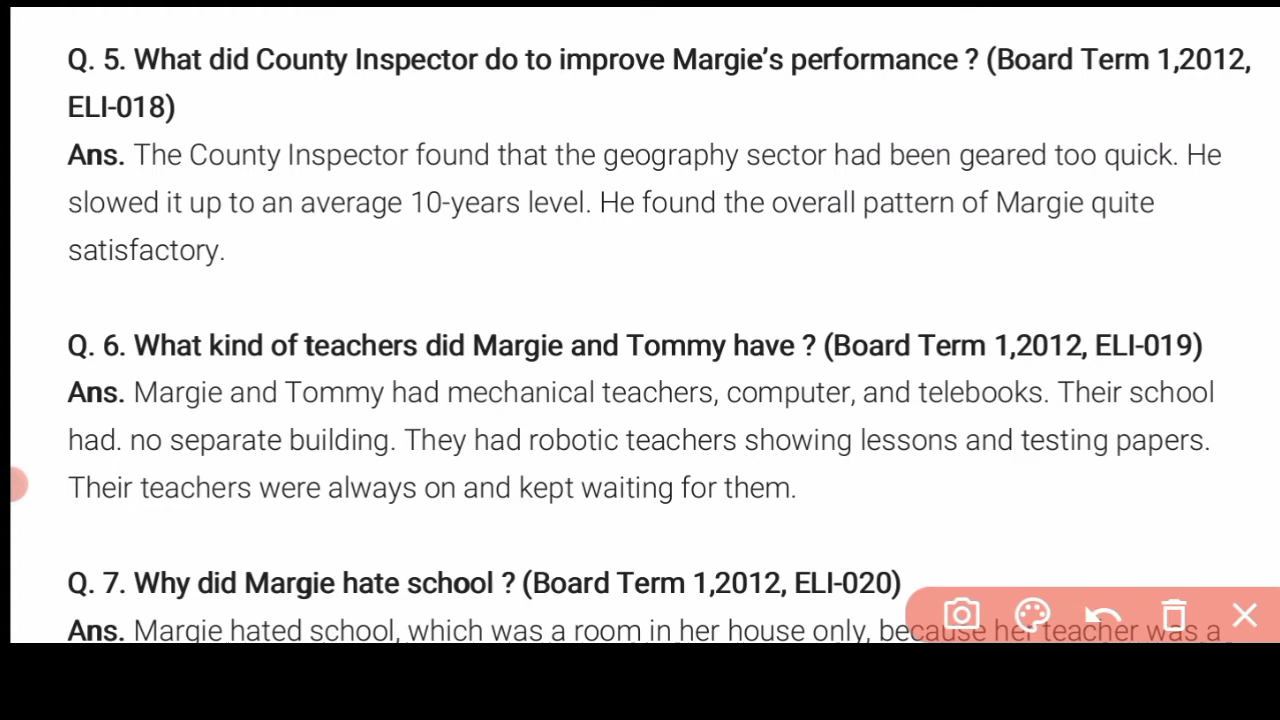 Q. 5. What did County Inspector do to improve Margie's performance ? (Board Term 1,2012,
ELI-018)
Ans. The County Inspector found that the geography sector had been geared too quick. He
slowed it up to an average 10-years level. He found the overall pattern of Margie quite
satisfactory.
Q. 6. What kind of teachers did Margie and Tommy have ? (Board Term 1,2012, ELI-019)
Ans. Margie and Tommy had mechanical teachers, computer, and telebooks. Their school
had. no separate building. They had robotic teachers showing lessons and testing papers.
Their teachers were always on and kept waiting for them.
Q. 7. Why did Margie hate school ? (Board Term 1,2012, ELI-020)
Ans. Margie hated school, which was a room in her house only, because her teacher was a